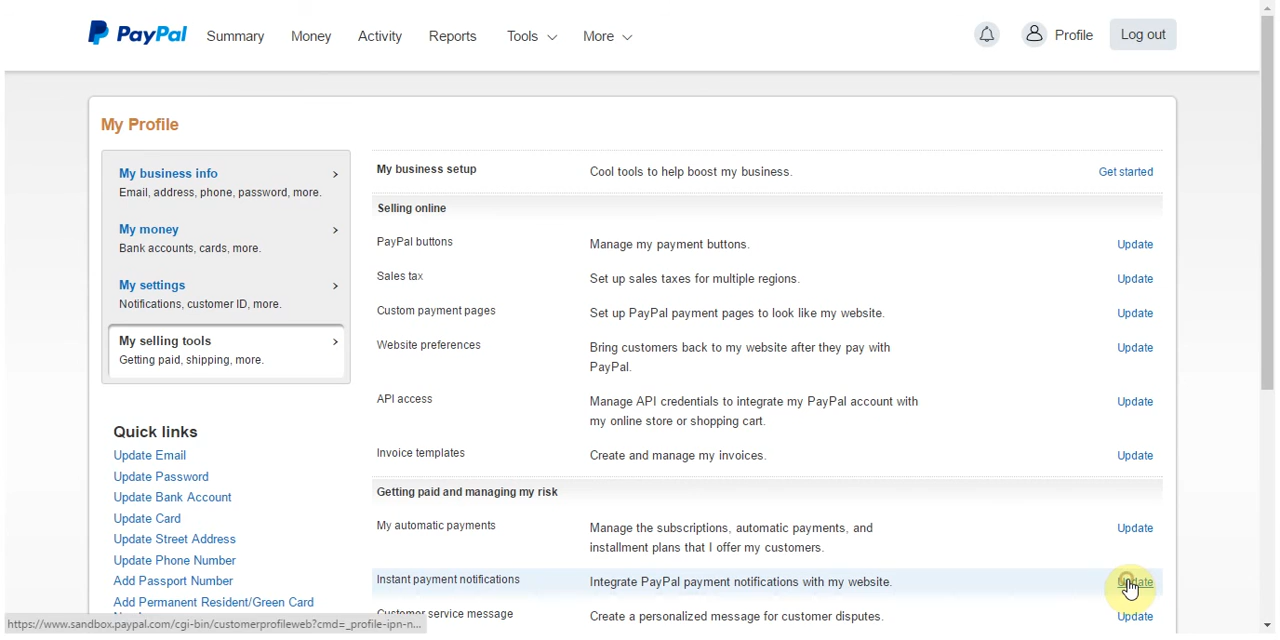 PayPal Summary Money Activity Reports Tools More Profile Log out
My Profile
My business info
Email, address, phone, password, more.
My money
Bank accounts, cards, more.
My settings
Notifications, customer ID, more.
My selling tools
Getting paid, shipping, more.
Quick links
Update Email
Update Password
Update Bank Account
Update Card
Update Street Address
Update Phone Number
Add Passport Number
Add Permanent Resident/Green Card
My business setup Cool tools to help boost my business. Get started
Selling online
PayPal buttons Manage my payment buttons. Update
Sales tax Set up sales taxes for multiple regions. Update
Custom payment pages Set up PayPal payment pages to look like my website. Update
Website preferences Bring customers back to my website after they pay with Update
PayPal.
API access Manage API credentials to integrate my PayPal account with Update
my online store or shopping cart.
Invoice templates Create and manage my invoices. Update
Getting paid and managing my risk
My automatic payments Manage the subscriptions, automatic payments, and Update
installment plans that I offer my customers.
Instant payment notifications Integrate PayPal payment notifications with my website. Update
Customer service message Create a personalized message for customer disputes. Update
https://www.sandbox.paypal.com/cgi-bin/customerprofileweb?cmd=_profile-ipn-n...